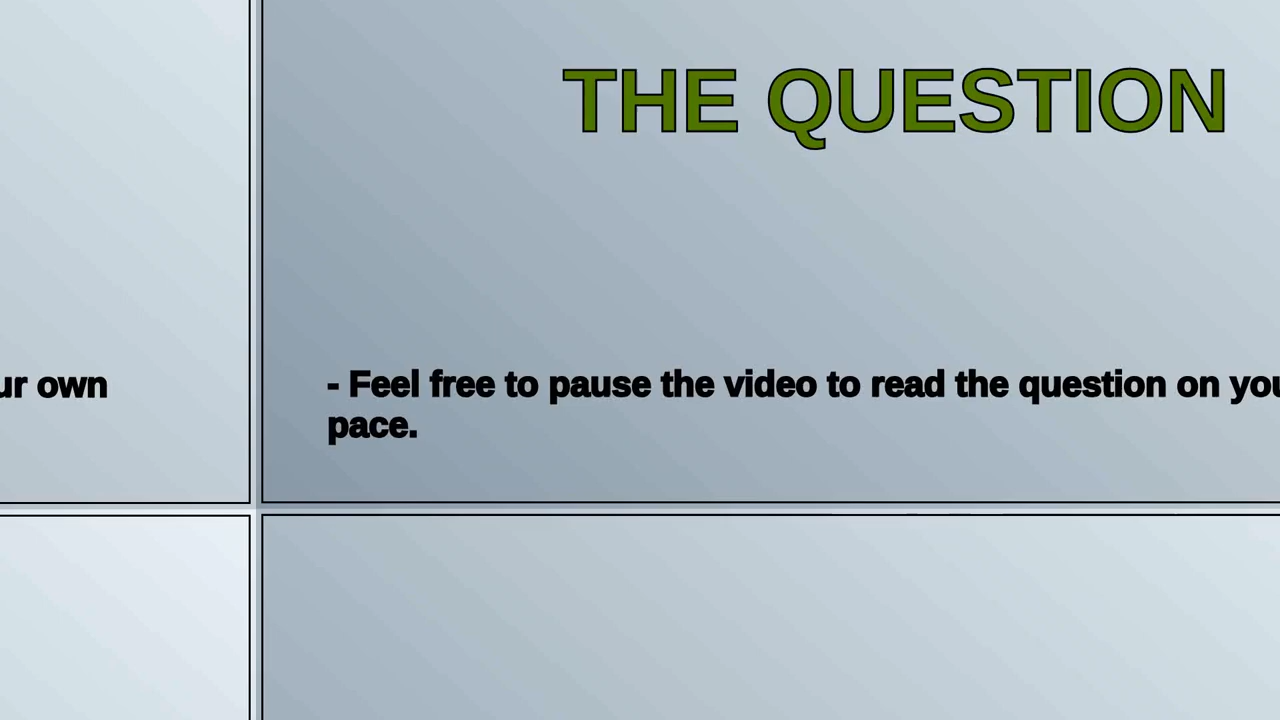 THE QUESTION
ur own
- Feel free to pause the video to read the question on you
pace.